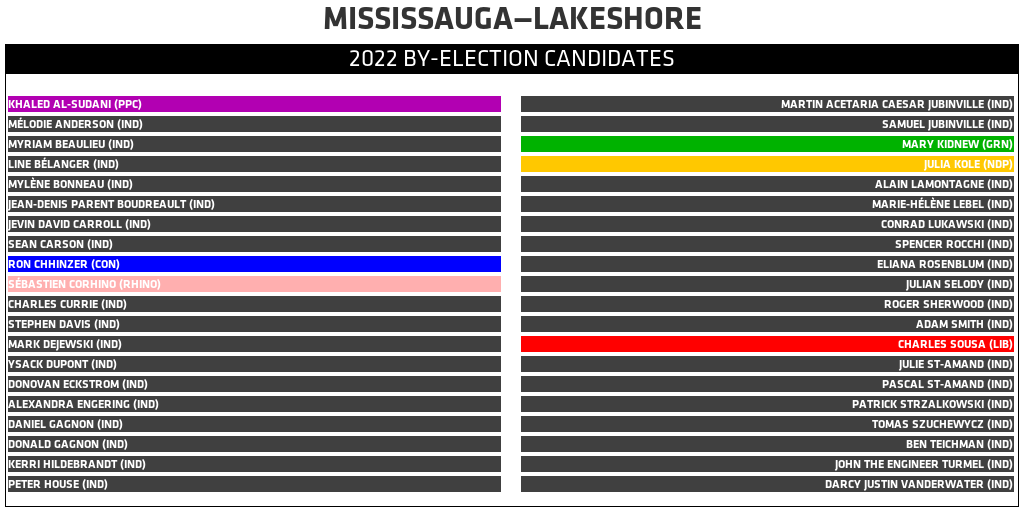 MISSISSAUGA—LAKESHORE
2022 BY-ELECTION CANDIDATES
KHALED AL-SUDANI (PPC)
MÉLODIE ANDERSON (IND)
MYRIAM BEAULIEU (IND)
LINE BÉLANGER (IND)
MYLÈNE BONNEAU (IND)
JEAN-DENIS PARENT BOUDREAULT (IND)
JEVIN DAVID CARROLL (IND)
SEAN CARSON (IND)
RON CHHINZER (CON)
SÉBASTIEN CORHINO (RHINO)
CHARLES CURRIE (IND)
STEPHEN DAVIS (IND)
MARK DEJEWSKI (IND)
YSACK DUPONT (IND)
DONOVAN ECKSTROM (IND)
ALEXANDRA ENGERING (IND)
DANIEL GAGNON (IND)
DONALD GAGNON (IND)
KERRI HILDEBRANDT (IND)
PETER HOUSE (IND)
MARTIN ACETARIA CAESAR JUBINVILLE (IND)
SAMUEL JUBINVILLE (IND)
MARY KIDNEW (GRN)
JULIA KOLE (NDP)
ALAIN LAMONTAGNE (IND)
MARIE-HÉLÈNE LEBEL (IND)
CONRAD LUKAWSKI (IND)
SPENCER ROCCHI (IND)
ELIANA ROSENBLUM (IND)
JULIAN SELODY (IND)
ROGER SHERWOOD (IND)
ADAM SMITH (IND)
CHARLES SOUSA (LIB)
JULIE ST-AMAND (IND)
PASCAL ST-AMAND (IND)
PATRICK STRZALKOWSKI (IND)
TOMAS SZUCHEWYCZ (IND)
BEN TEICHMAN (IND)
JOHN THE ENGINEER TURMEL (IND)
DARCY JUSTIN VANDERWATER (IND)